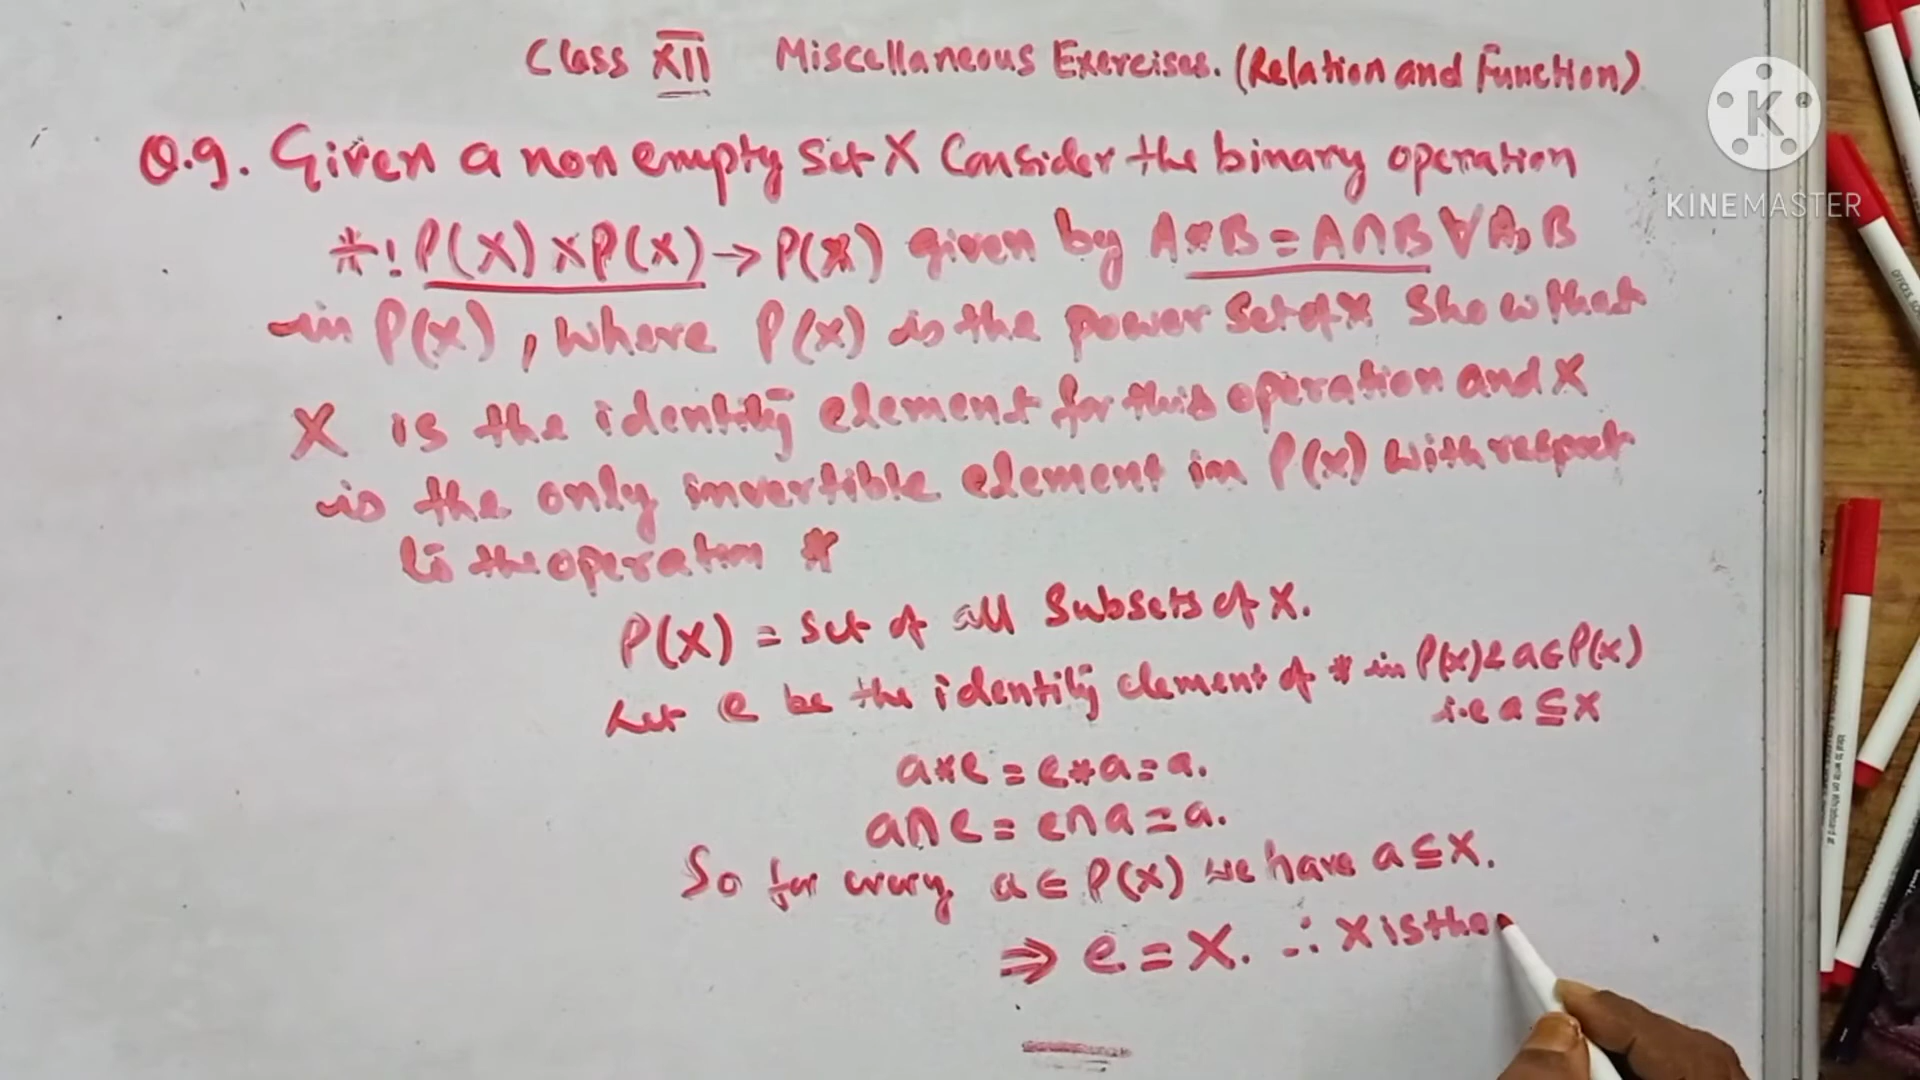 Class XII Miscellaneous Exercises. (Relation and Function)
K
KINEMASTER
Q.9. Given a non empty set X Consider the binary operation
*: P(X) × P(X) → P(X) given by A*B = A∩B ∀ A, B
in P(X), where P(X) is the power set of X Show that
X is the identity element for this operation and X
is the only invertible element in P(X) with respect
to the operation *
P(X) = set of all Subsets of X.
Let e be the identity element of * in P(X) & a ∈ P(X)
i.e a ⊆ X
a*e = e*a = a.
a∩e = e∩a = a.
So for every a ∈ P(X) we have a ⊆ X.
⇒ e = X. ∴ X is the